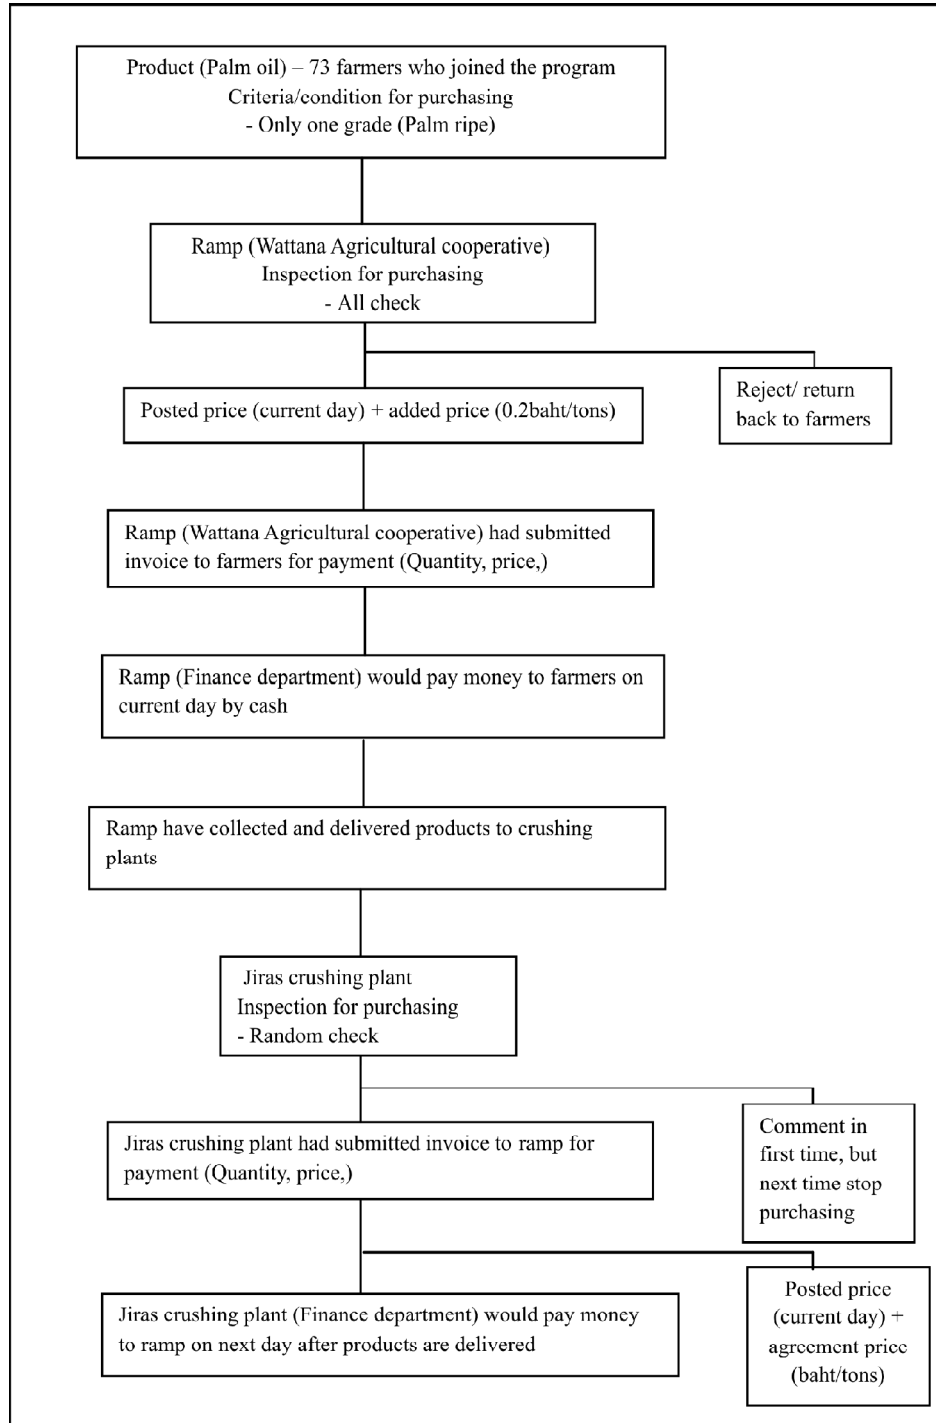 Product (Palm oil) – 73 farmers who joined the program
Criteria/condition for purchasing
- Only one grade (Palm ripe)
Ramp (Wattana Agricultural cooperative)
Inspection for purchasing
- All check
Reject/ return
back to farmers
Posted price (current day) + added price (0.2baht/tons)
Ramp (Wattana Agricultural cooperative) had submitted
invoice to farmers for payment (Quantity, price,)
Ramp (Finance department) would pay money to farmers on
current day by cash
Ramp have collected and delivered products to crushing
plants
Jiras crushing plant
Inspection for purchasing
- Random check
Comment in
first time, but
next time stop
purchasing
Jiras crushing plant had submitted invoice to ramp for
payment (Quantity, price,)
Posted price
(current day) +
agreement price
(baht/tons)
Jiras crushing plant (Finance department) would pay money
to ramp on next day after products are delivered